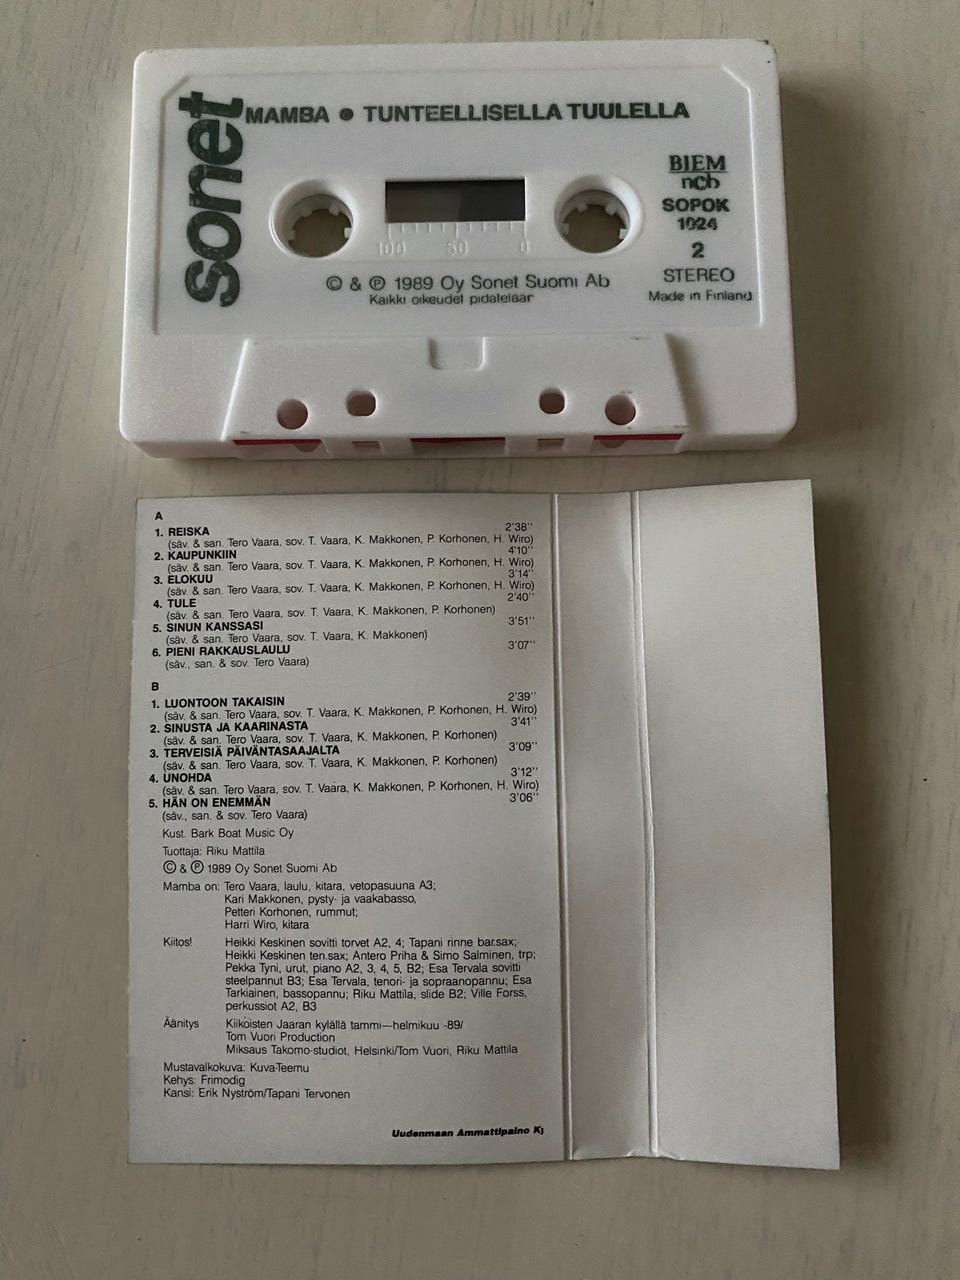 sonet
MAMBA ● TUNTEELLISELLA TUULELLA
BIEM
ncb
SOPOK
1024
2
STEREO
Made in Finland
100 50 0
© & ℗ 1989 Oy Sonet Suomi Ab
Kaikki oikeudet pidätetään
A
1. REISKA 2'38''
(säv. & san. Tero Vaara, sov. T. Vaara, K. Makkonen, P. Korhonen, H. Wiro)
2. KAUPUNKIIN 4'10''
(säv. & san. Tero Vaara, sov. T. Vaara, K. Makkonen, P. Korhonen, H. Wiro)
3. ELOKUU 3'14''
(säv. & san. Tero Vaara, sov. T. Vaara, K. Makkonen, P. Korhonen, H. Wiro)
4. TULE 2'40''
(säv. & san. Tero Vaara, sov. T. Vaara, K. Makkonen, P. Korhonen)
5. SINUN KANSSASI 3'51''
(säv. & san. Tero Vaara, sov. T. Vaara, K. Makkonen)
6. PIENI RAKKAUSLAULU 3'07''
(säv., san. & sov. Tero Vaara)
B
1. LUONTOON TAKAISIN 2'39''
(säv. & san. Tero Vaara, sov. T. Vaara, K. Makkonen, P. Korhonen, H. Wiro)
2. SINUSTA JA KAARINASTA 3'41''
(säv. & san. Tero Vaara, sov. T. Vaara, K. Makkonen, P. Korhonen)
3. TERVEISIÄ PÄIVÄNTASAAJALTA 3'09''
(säv. & san. Tero Vaara, sov. T. Vaara, K. Makkonen, P. Korhonen)
4. UNOHDA 3'12''
(säv. & san. Tero Vaara, sov. T. Vaara, K. Makkonen, P. Korhonen, H. Wiro)
5. HÄN ON ENEMMÄN 3'06''
(säv., san. & sov. Tero Vaara)
Kust. Bark Boat Music Oy
Tuottaja: Riku Mattila
© & ℗ 1989 Oy Sonet Suomi Ab
Mamba on: Tero Vaara, laulu, kitara, vetopasuuna A3;
Kari Makkonen, pysty- ja vaakabasso,
Petteri Korhonen, rummut;
Harri Wiro, kitara
Kiitos! Heikki Keskinen sovitti torvet A2, 4; Tapani rinne bar.sax;
Heikki Keskinen ten.sax; Antero Priha & Simo Salminen, trp;
Pekka Tyni, urut, piano A2, 3, 4, 5, B2; Esa Tervala sovitti
steelpannut B3; Esa Tervala, tenori- ja sopraanopannu; Esa
Tarkiainen, bassopannu; Riku Mattila, slide B2; Ville Forss,
perkussiot A2, B3
Äänitys Kiikoisten Jaaran kylällä tammi—helmikuu -89/
Tom Vuori Production
Miksaus Takomo-studiot, Helsinki/Tom Vuori, Riku Mattila
Mustavalkokuva: Kuva-Teemu
Kehys: Frimodig
Kansi: Erik Nyström/Tapani Tervonen
Uudenmaan Ammattipaino Ky